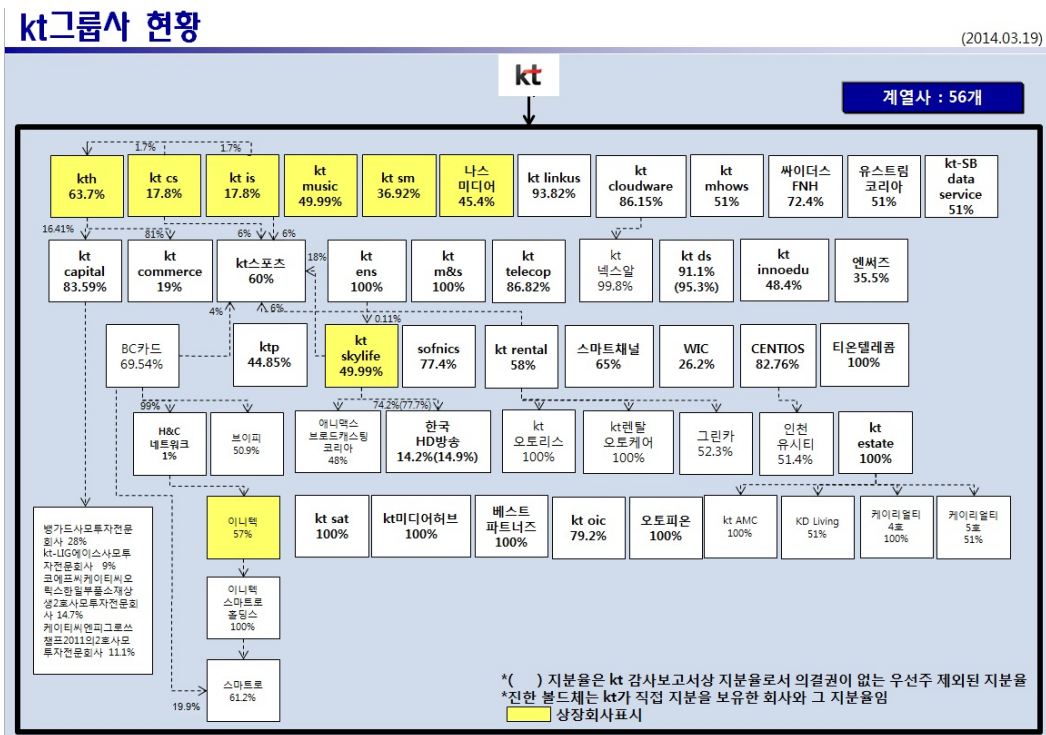 kt그룹사 현황
(2014.03.19)
kt
계열사 : 56개
1.7%
1.7%
kth
63.7%
kt cs
17.8%
kt is
17.8%
kt
music
49.99%
kt sm
36.92%
나스
미디어
45.4%
kt linkus
93.82%
kt
cloudware
86.15%
kt
mhows
51%
싸이더스
FNH
72.4%
유스트림
코리아
51%
kt-SB
data
service
51%
16.41%
81%
6%
6%
18%
kt
capital
83.59%
kt
commerce
19%
kt스포츠
60%
kt
ens
100%
kt
m&s
100%
kt
telecop
86.82%
kt
넥스알
99.8%
kt ds
91.1%
(95.3%)
kt
innoedu
48.4%
엔써즈
35.5%
4%
6%
0.11%
BC카드
69.54%
ktp
44.85%
kt
skylife
49.99%
sofnics
77.4%
kt rental
58%
스마트채널
65%
WIC
26.2%
CENTIOS
82.76%
티온텔레콤
100%
99%
74.2%(77.7%)
H&C
네트워크
1%
브이피
50.9%
애니맥스
브로드캐스팅
코리아
48%
한국
HD방송
14.2%(14.9%)
kt
오토리스
100%
kt렌탈
오토케어
100%
그린카
52.3%
인천
유시티
51.4%
kt
estate
100%
뱅가드사모투자전문
회사 28%
kt-LIG에이스사모투
자전문회사 9%
코에프씨케이티씨오
릭스한일부품소재상
생2호사모투자전문회
사 14.7%
케이티씨엔피그로쓰
챔프2011의2호사모
투자전문회사 11.1%
이니텍
57%
kt sat
100%
kt미디어허브
100%
베스트
파트너즈
100%
kt oic
79.2%
오토피온
100%
kt AMC
100%
KD Living
51%
케이리얼티
4호
100%
케이리얼티
5호
51%
이니텍
스마트로
홀딩스
100%
스마트로
61.2%
19.9%
*( ) 지분율은 kt 감사보고서상 지분율로서 의결권이 없는 우선주 제외된 지분율
*진한 볼드체는 kt가 직접 지분을 보유한 회사와 그 지분율임
상장회사표시